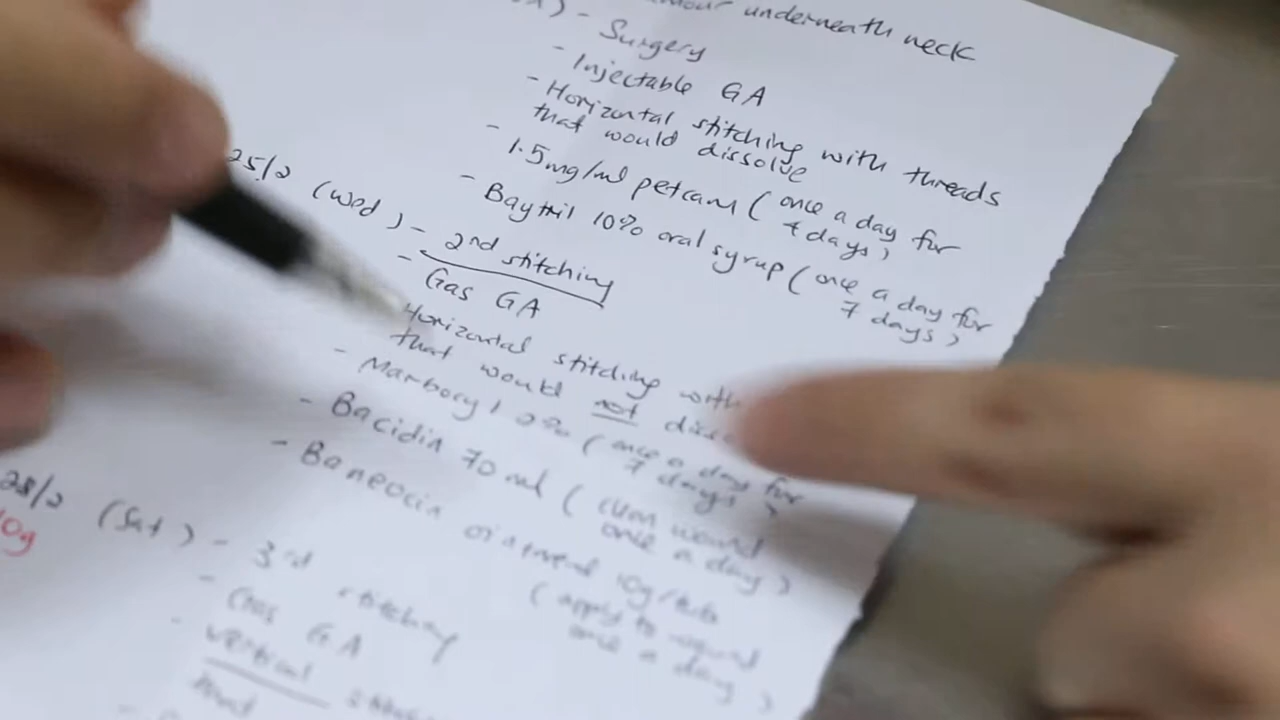 underneath neck
- Surgery
- Injectable GA
- Horizontal stitching with threads
that would dissolve
- 1.5mg/ml petcam (once a day for
7 days)
- Baytril 10% oral syrup (once a day for
7 days)
25/2 (Wed) - 2nd stitching
- Gas GA
Horizontal stitching with
that would not
- Marbocyl 2% (once a day for
7 days)
- Bacidin 70 ml (clean wound
once a day)
- Baneocin ointment 10g/tube
(apply to wound
once a day)
28/2 (Sat) - 3rd stitching
- Gas GA
- vertical